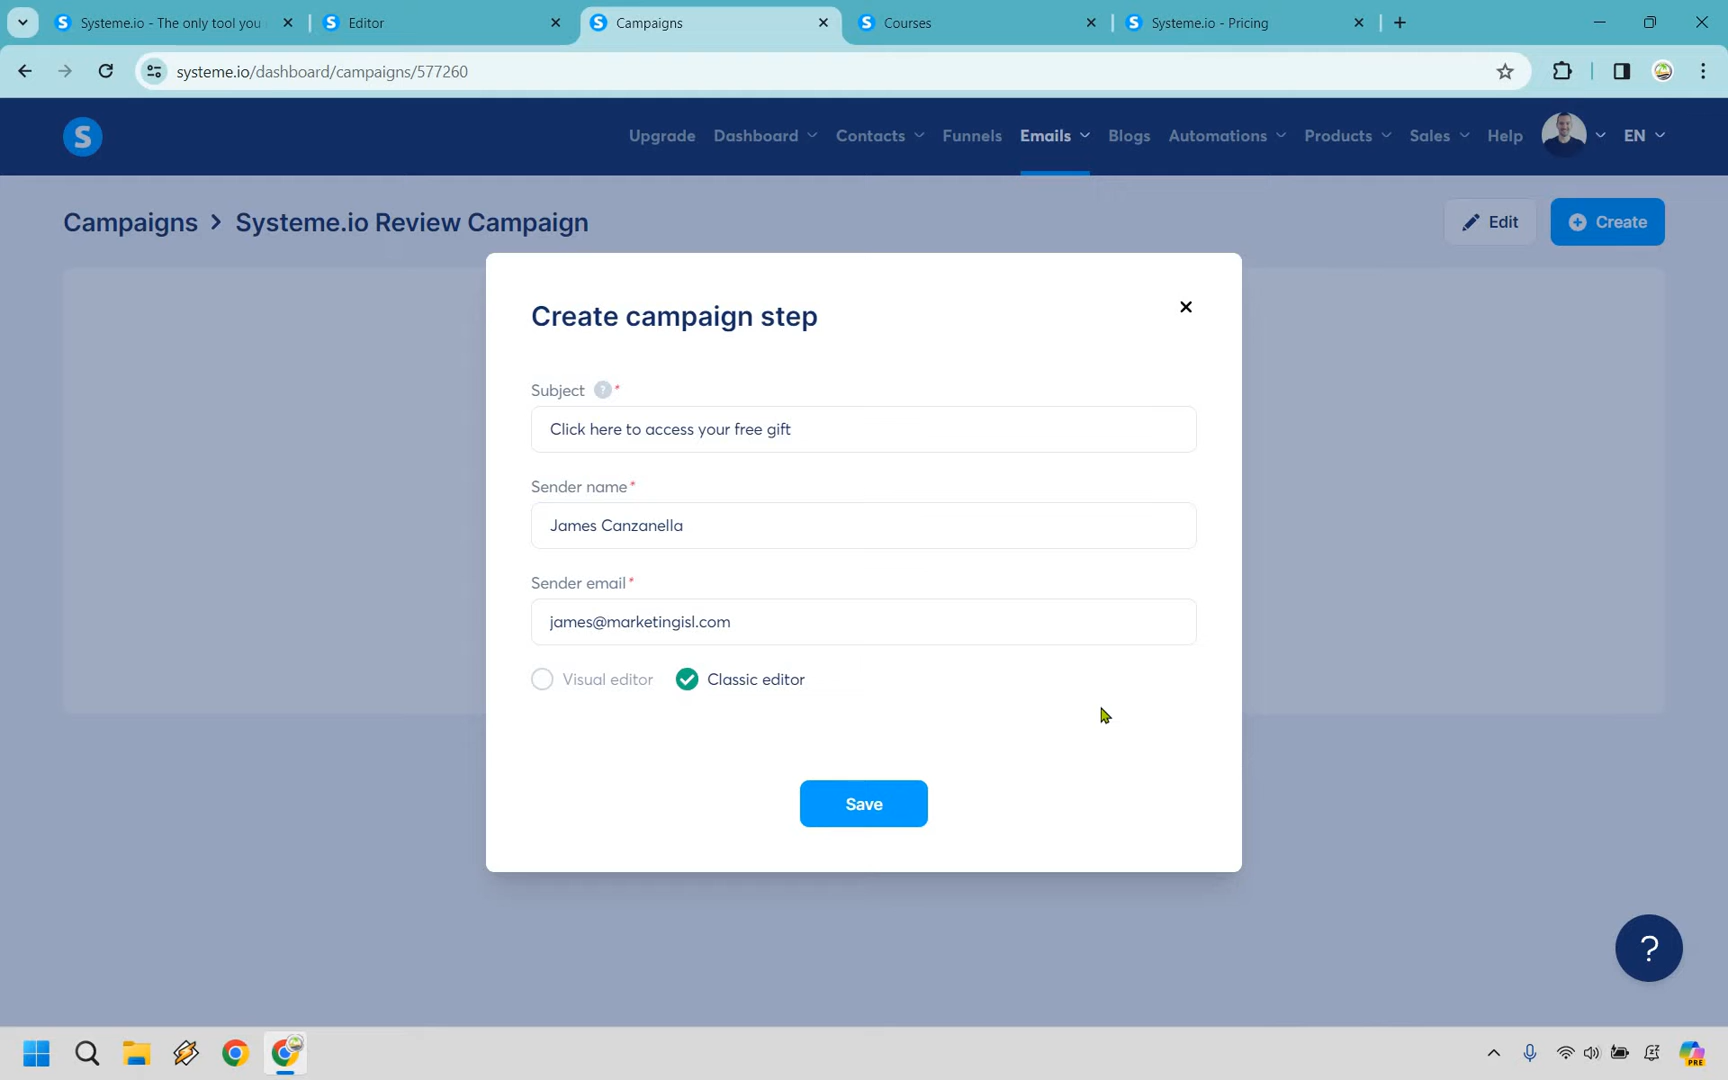 Systeme.io - The only tool you
Editor
Campaigns
Courses
Systeme.io - Pricing
systeme.io/dashboard/campaigns/577260
S
Upgrade Dashboard Contacts Funnels Emails Blogs Automations Products Sales Help EN
Campaigns > Systeme.io Review Campaign
Edit
Create
Create campaign step
Subject ? *
Click here to access your free gift
Sender name*
James Canzanella
Sender email*
james@marketingisl.com
Visual editor Classic editor
Save
?
PRE